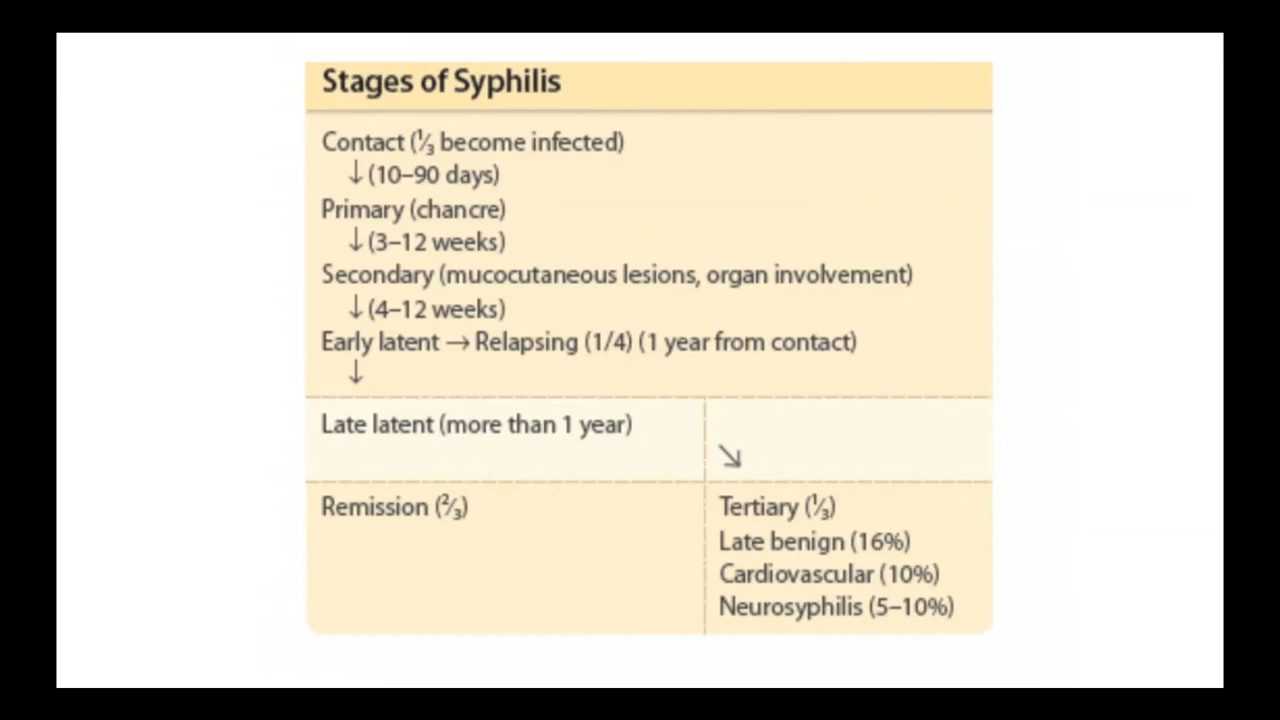 Stages of Syphilis
Contact (⅓ become infected)
↓ (10–90 days)
Primary (chancre)
↓ (3–12 weeks)
Secondary (mucocutaneous lesions, organ involvement)
↓ (4–12 weeks)
Early latent → Relapsing (1/4) (1 year from contact)
↓
Late latent (more than 1 year)
↘
Remission (⅔)
Tertiary (⅓)
Late benign (16%)
Cardiovascular (10%)
Neurosyphilis (5–10%)